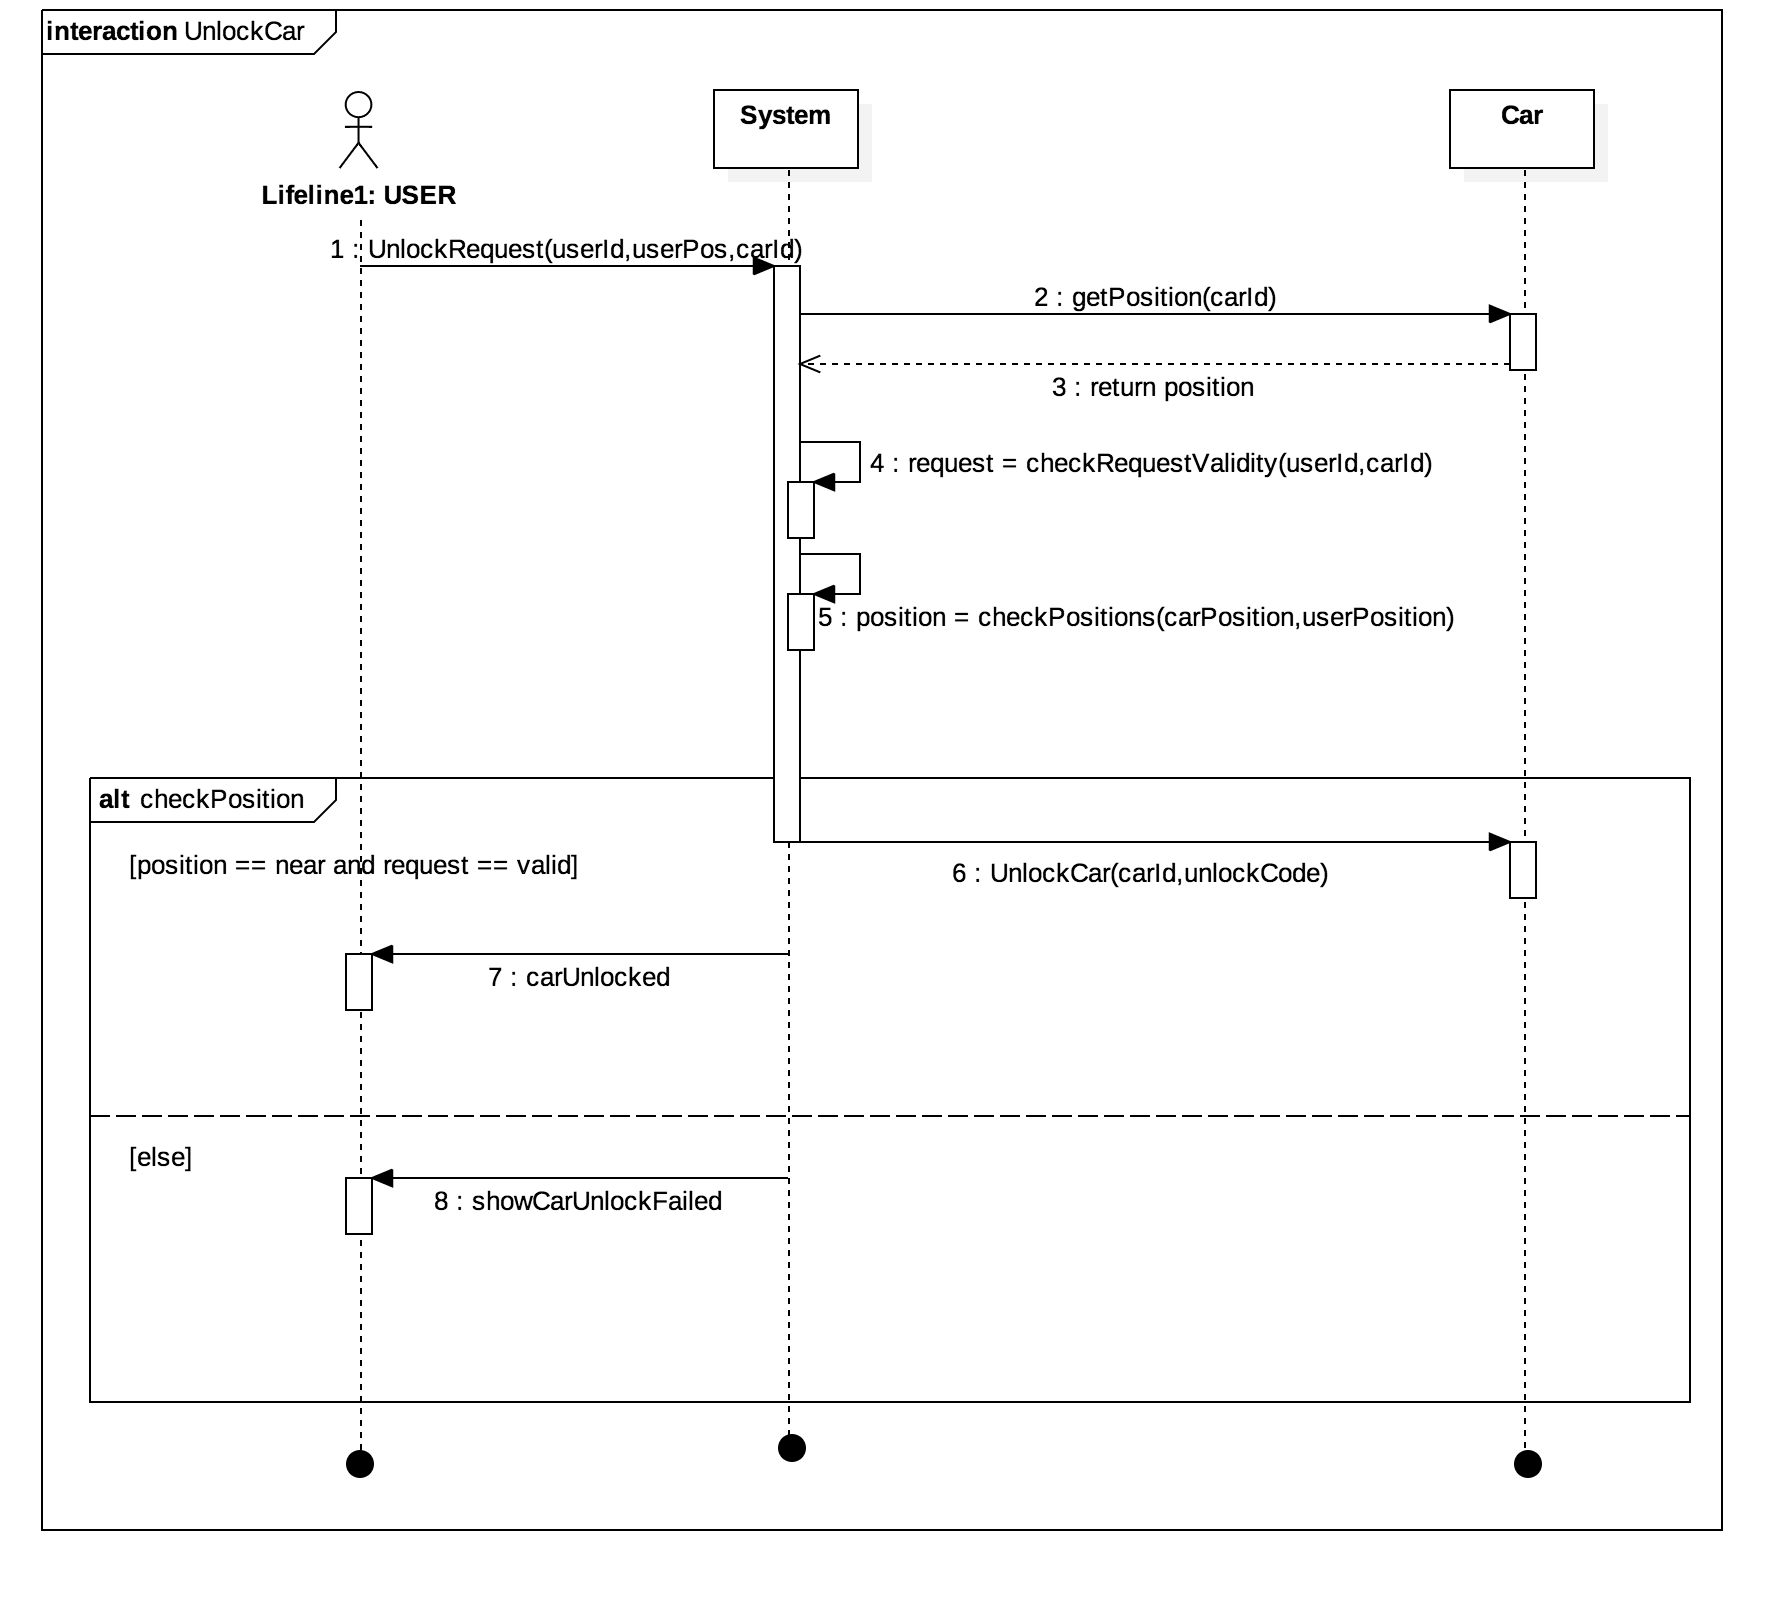 interaction UnlockCar
System
Car
Lifeline1: USER
1 : UnlockRequest(userId,userPos,carId)
2 : getPosition(carId)
3 : return position
4 : request = checkRequestValidity(userId,carId)
5 : position = checkPositions(carPosition,userPosition)
alt checkPosition
[position == near and request == valid]
6 : UnlockCar(carId,unlockCode)
7 : carUnlocked
[else]
8 : showCarUnlockFailed